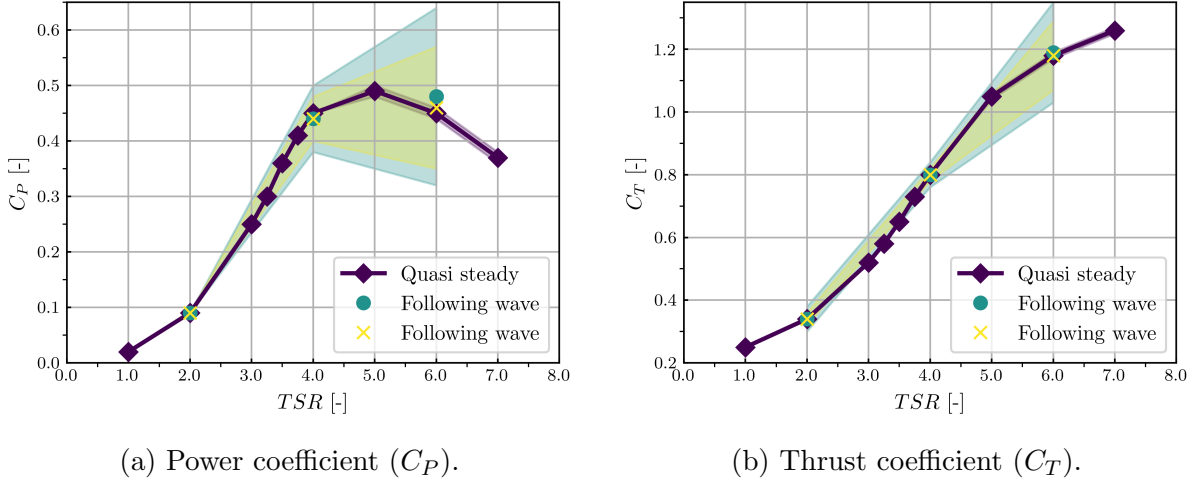 0.6
0.5
0.4
0.3
0.2
0.1
0.0
C_P [-]
0.0 1.0 2.0 3.0 4.0 5.0 6.0 7.0 8.0
TSR [-]
Quasi steady
Following wave
Following wave
(a) Power coefficient (C_P).
1.2
1.0
0.8
0.6
0.4
0.2
C_T [-]
0.0 1.0 2.0 3.0 4.0 5.0 6.0 7.0 8.0
TSR [-]
Quasi steady
Following wave
Following wave
(b) Thrust coefficient (C_T).